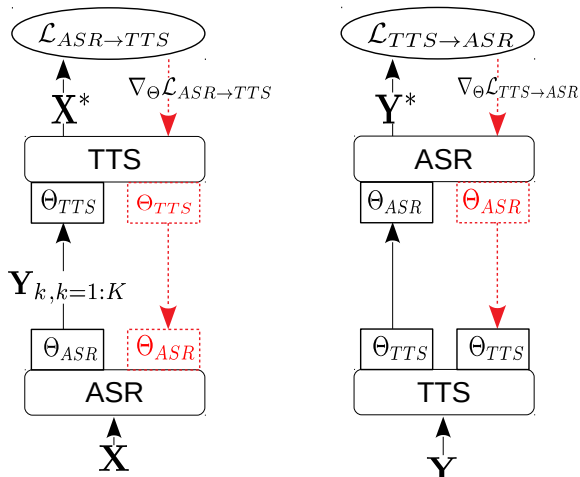 ℒ_{ASR→TTS}
∇_Θℒ_{ASR→TTS}
X*
TTS
Θ_{TTS} Θ_{TTS}
Y_{k,k=1:K}
Θ_{ASR} Θ_{ASR}
ASR
X
ℒ_{TTS→ASR}
∇_Θℒ_{TTS→ASR}
Y*
ASR
Θ_{ASR} Θ_{ASR}
Θ_{TTS} Θ_{TTS}
TTS
Y